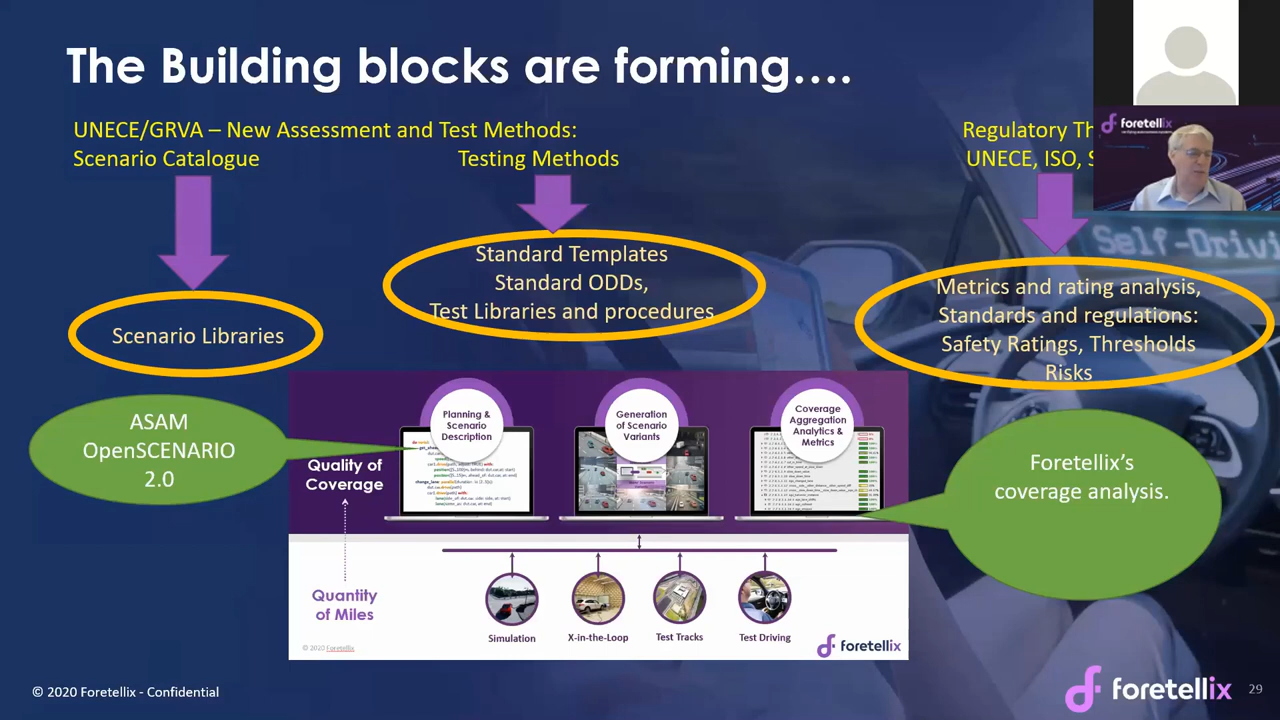 The Building blocks are forming....
UNECE/GRVA – New Assessment and Test Methods:
Scenario Catalogue
Testing Methods
Regulatory
UNECE, ISO,
foretellix
Self-Drivi
Scenario Libraries
Standard Templates
Standard ODDs,
Test Libraries and procedures
Metrics and rating analysis,
Standards and regulations:
Safety Ratings, Thresholds
Risks
ASAM
OpenSCENARIO
2.0
Planning &
Scenario
Description
Generation
of Scenario
Variants
Coverage
Aggregation
Analytics &
Metrics
Quality of
Coverage
Quantity
of Miles
Simulation
X-in-the-Loop
Test Tracks
Test Driving
© 2020 Foretellix
foretellix
Foretellix's
coverage analysis.
© 2020 Foretellix - Confidential
foretellix
29